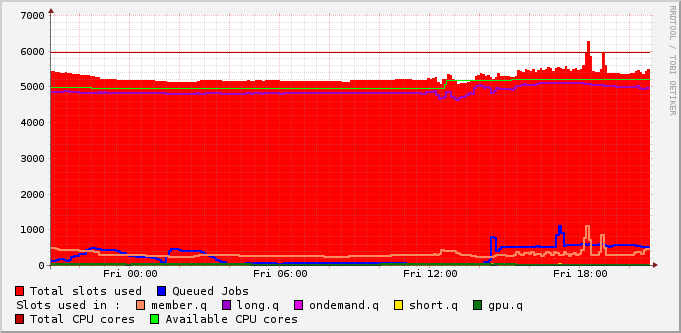 7000
6000
5000
4000
3000
2000
1000
0
Fri 00:00 Fri 06:00 Fri 12:00 Fri 18:00
Total slots used Queued Jobs
Slots used in : member.q long.q ondemand.q short.q gpu.q
Total CPU cores Available CPU cores
RRDTOOL / TOBI OETIKER